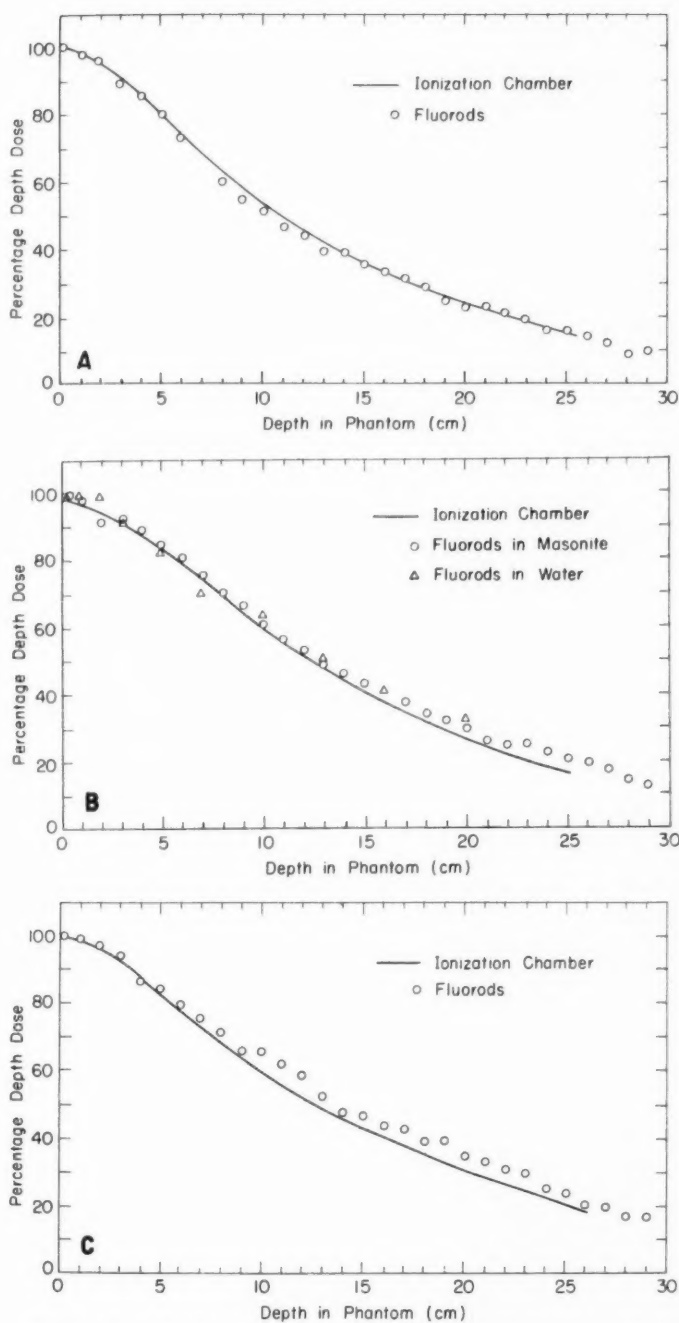 100
80
60
40
20
0
Percentage Depth Dose
Ionization Chamber
Fluorods
A
0 5 10 15 20 25 30
Depth in Phantom (cm)
100
80
60
40
20
0
Percentage Depth Dose
Ionization Chamber
Fluorods in Masonite
Fluorods in Water
B
0 5 10 15 20 25 30
Depth in Phantom (cm)
100
80
60
40
20
0
Percentage Depth Dose
Ionization Chamber
Fluorods
C
0 5 10 15 20 25 30
Depth in Phantom (cm)